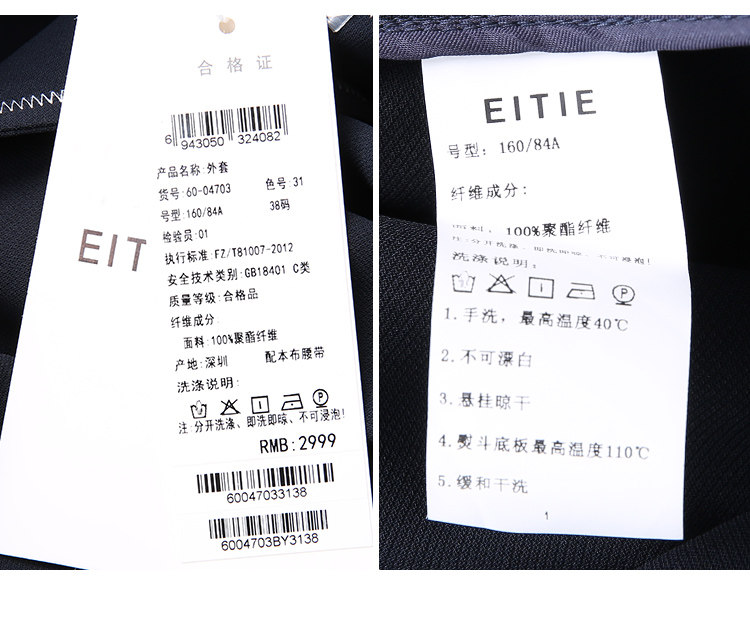 合格证
6 943050 324082
产品名称:外套
货号:60-04703 色号:31
号型:160/84A 38码
检验员:01
EIT
执行标准:FZ/T81007-2012
安全技术类别:GB18401 C类
质量等级:合格品
纤维成分:
面料:100%聚酯纤维
产地:深圳 配本布腰带
洗涤说明:
P
注:分开洗涤、即洗即晾、不可浸泡!
RMB:2999
60047033138
6004703BY3138
EITIE
号型: 160/84A
纤维成分:
面料: 100%聚酯纤维
洗涤说明:
P
1.手洗, 最高温度40℃
2.不可漂白
3.悬挂晾干
4.熨斗底板最高温度110℃
5.缓和干洗
1